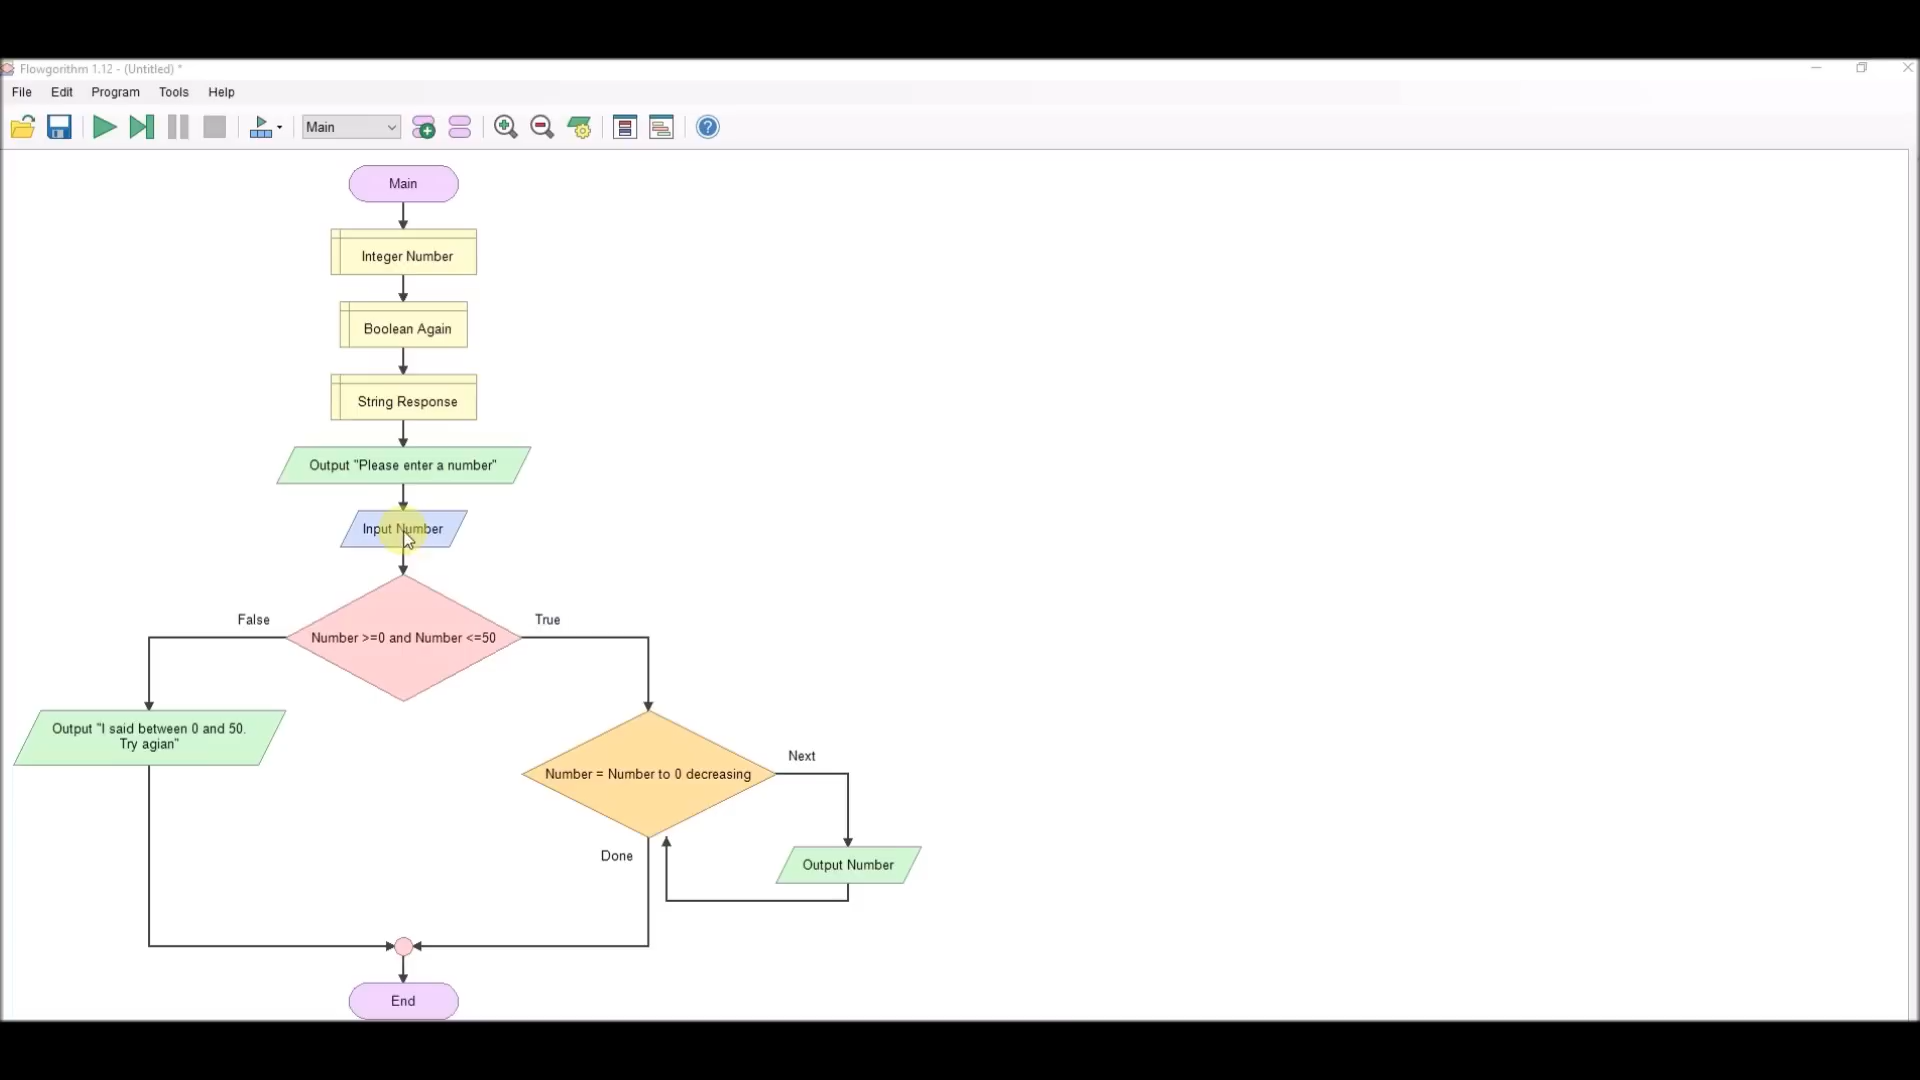 Flowgorithm 1.12 - (Untitled) *
File Edit Program Tools Help
Main
Main
Integer Number
Boolean Again
String Response
Output "Please enter a number"
Input Number
False
True
Number >=0 and Number <=50
Output "I said between 0 and 50.
Try agian"
Next
Number = Number to 0 decreasing
Done
Output Number
End